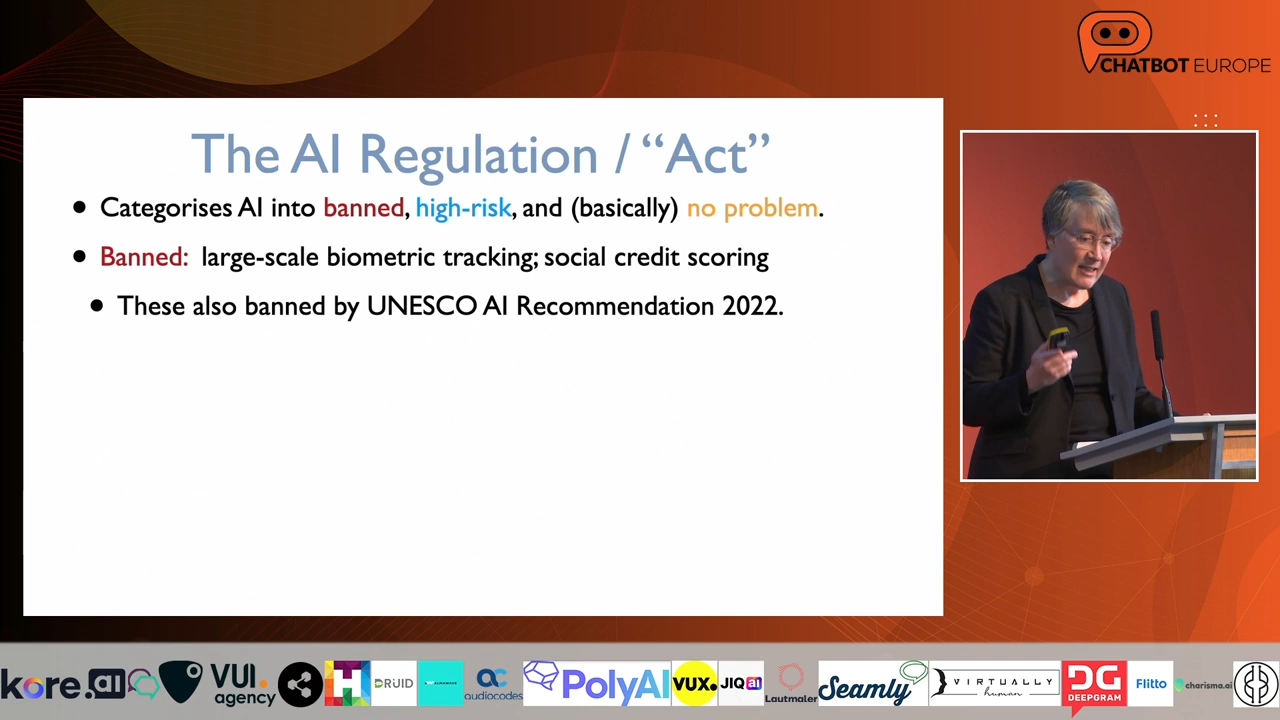 CHATBOT EUROPE
The AI Regulation / “Act”
• Categorises AI into banned, high-risk, and (basically) no problem.
• Banned: large-scale biometric tracking; social credit scoring
• These also banned by UNESCO AI Recommendation 2022.
kore.ai
VUI.
agency
H
DRUID
ac
audiocodes
PolyAI
VUX.
JIQ ai
Lautmaler
Seamly
VIRTUALLY
human
DG
DEEPGRAM
Flitto
charisma.ai